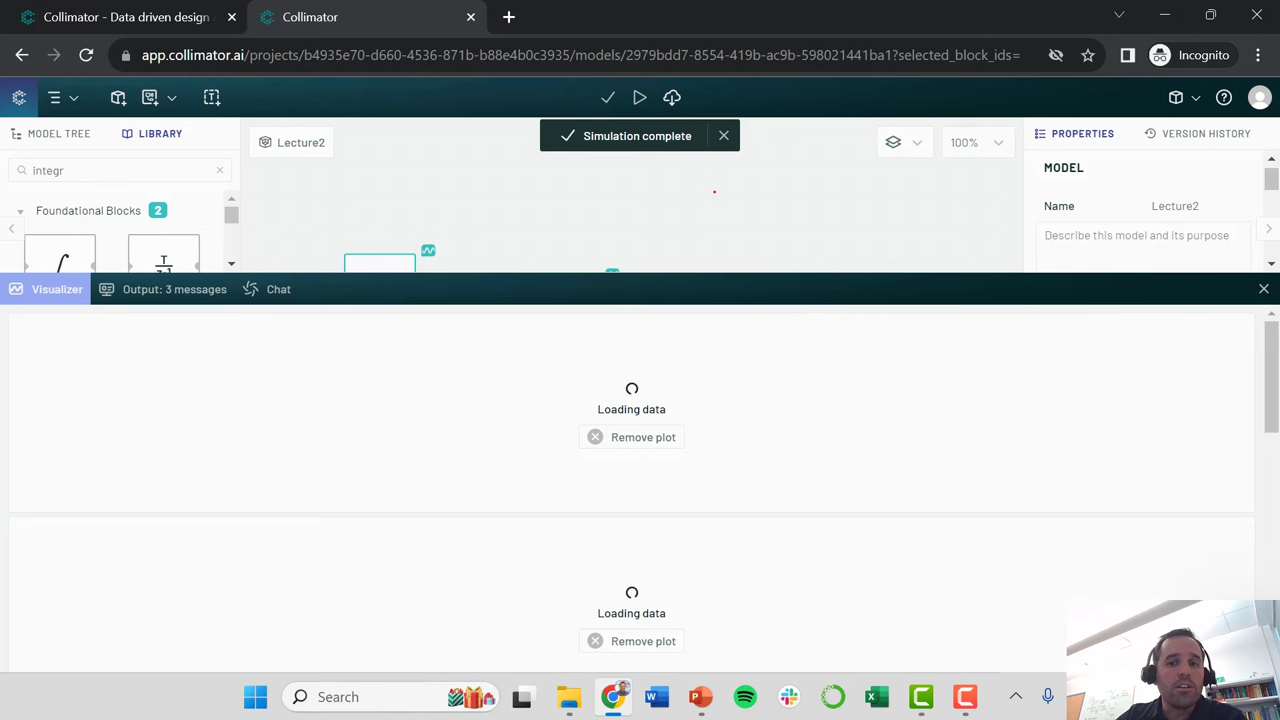 Collimator - Data driven design
Collimator
app.collimator.ai/projects/b4935e70-d660-4536-871b-b88e4b0c3935/models/2979bdd7-8554-419b-ac9b-598021441ba1?selected_block_ids=
Incognito
MODEL TREE
LIBRARY
integr
Foundational Blocks 2
Lecture2
Simulation complete
100%
PROPERTIES
VERSION HISTORY
MODEL
Name Lecture2
Describe this model and its purpose
Visualizer
Output: 3 messages
Chat
Loading data
Remove plot
Loading data
Remove plot
Search